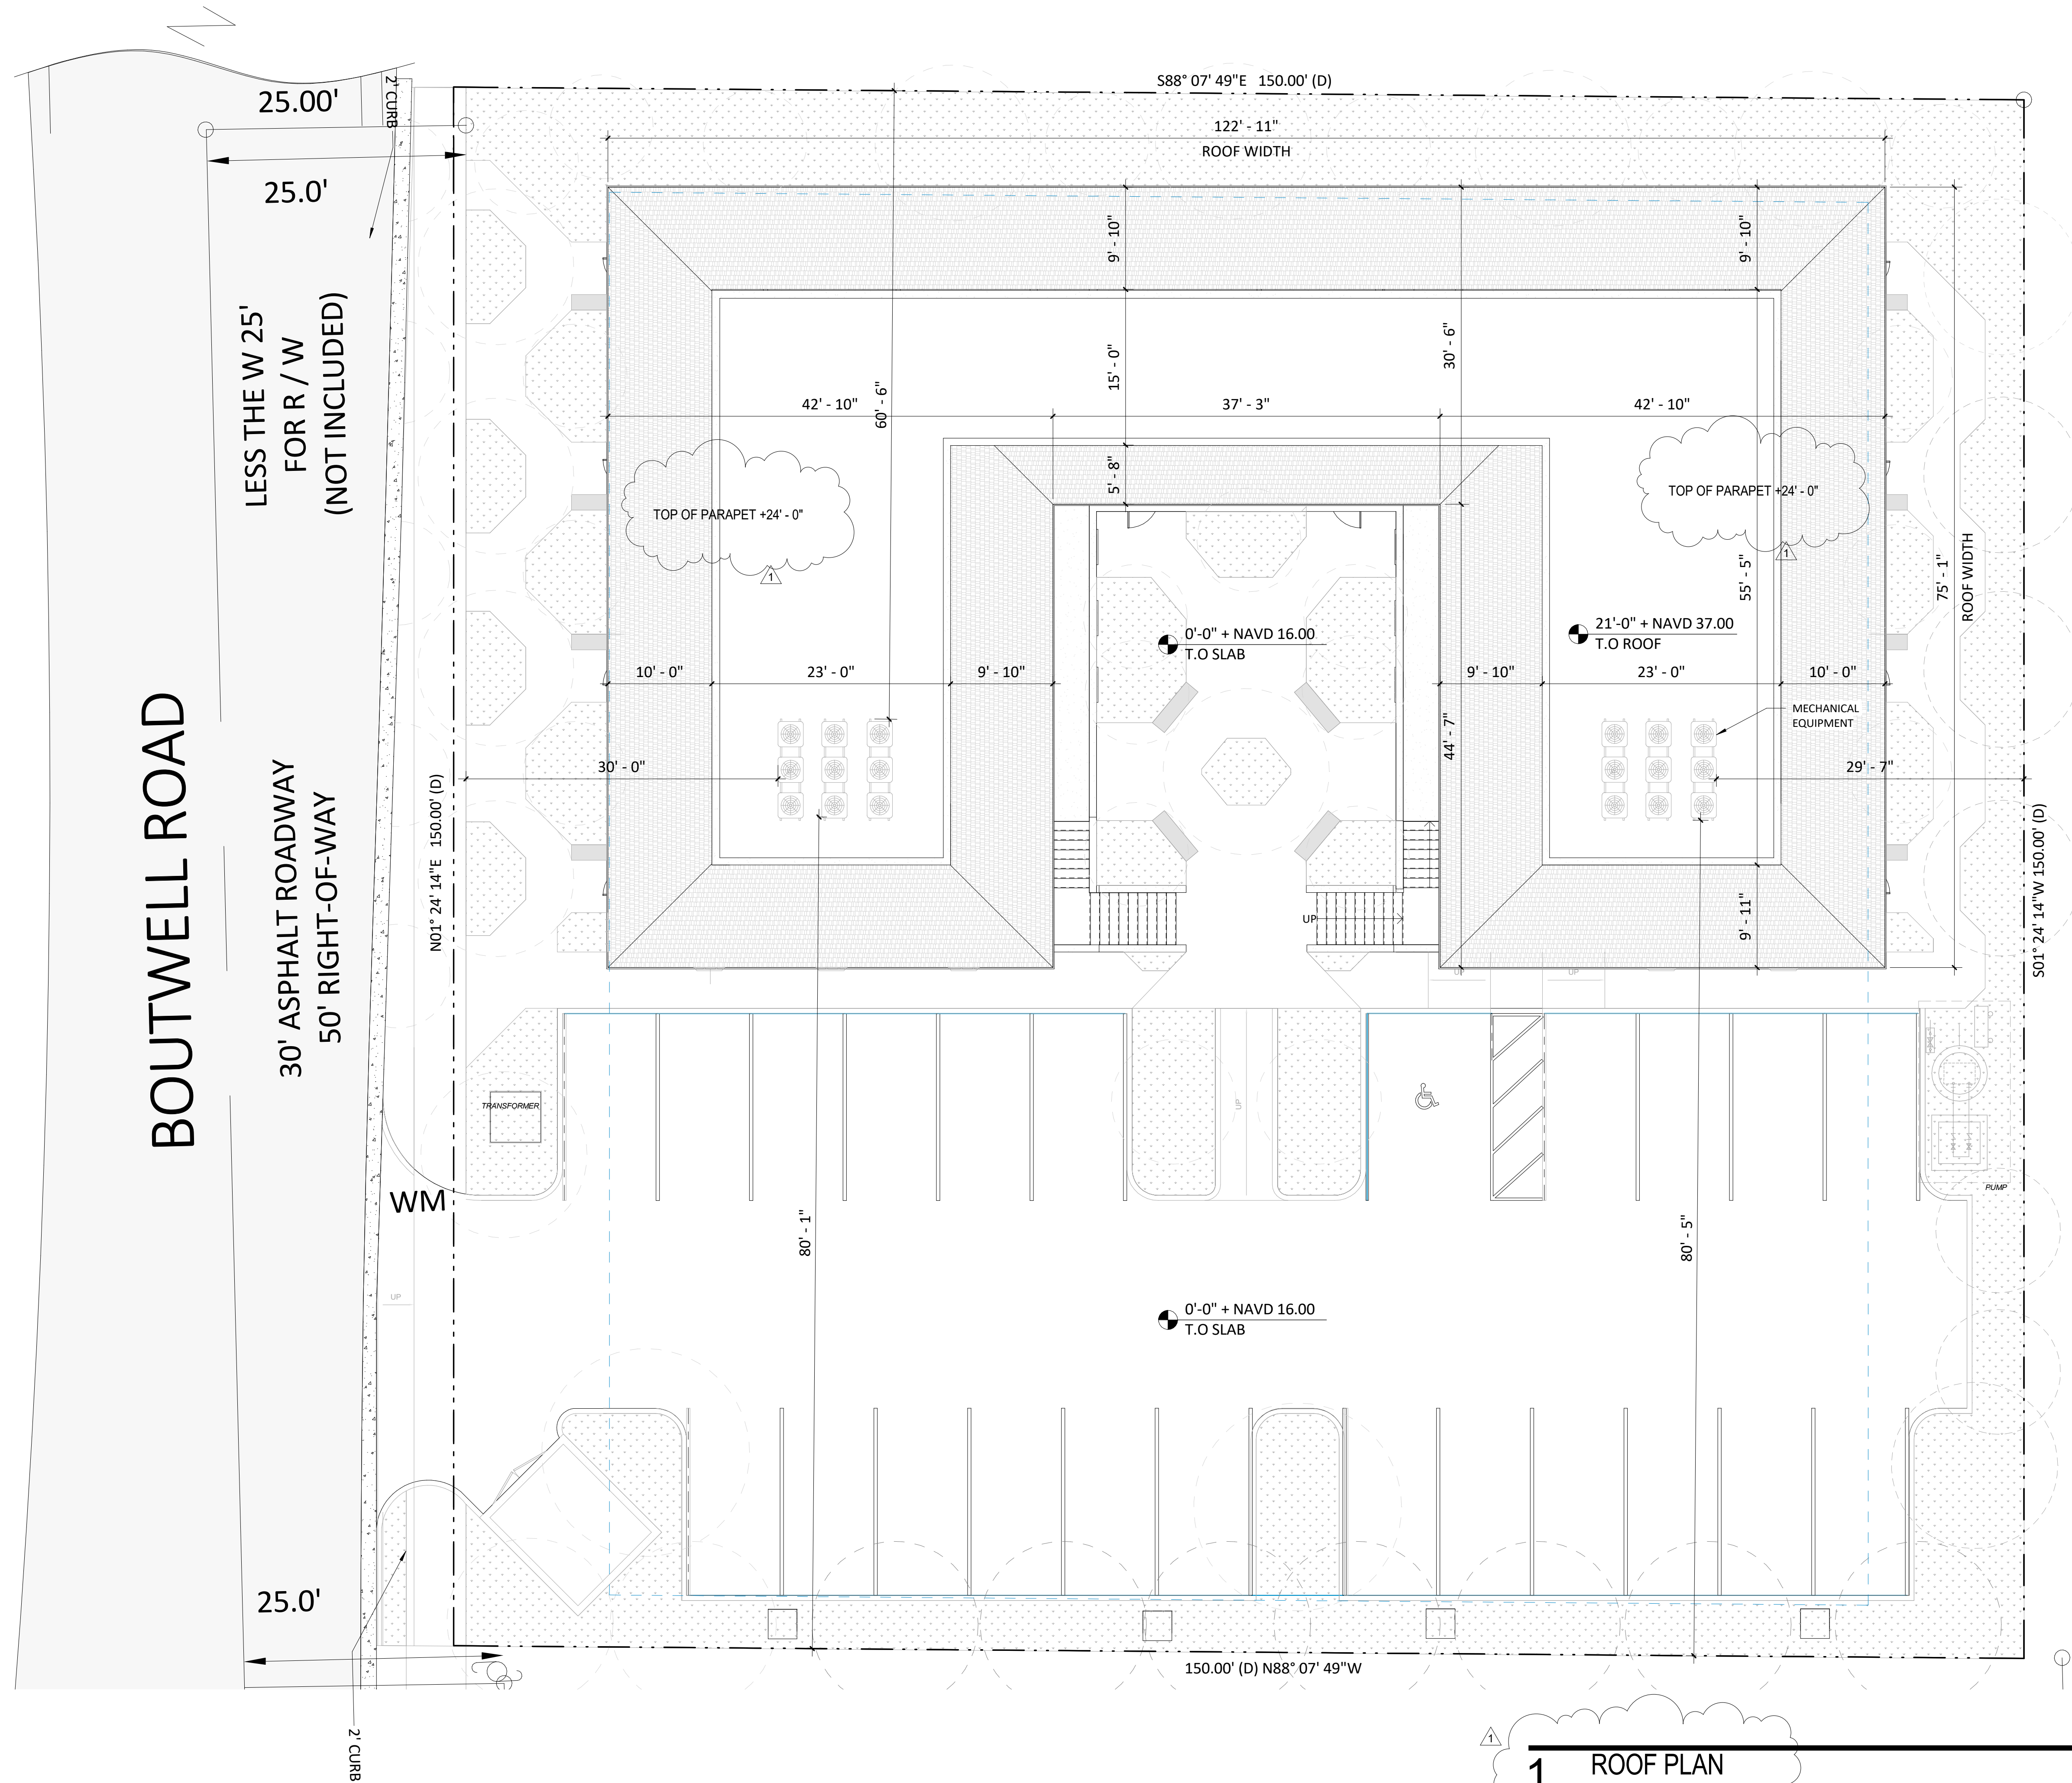 S88° 07' 49"E 150.00' (D)
2' CURB
25.00'
25.0'
122' - 11"
ROOF WIDTH
9' - 10"
9' - 10"
LESS THE W 25'
FOR R / W
(NOT INCLUDED)
15' - 0"
30' - 6"
60' - 6"
42' - 10"
37' - 3"
42' - 10"
5' - 8"
TOP OF PARAPET +24' - 0"
1
TOP OF PARAPET +24' - 0"
1
55' - 5"
75' - 1"
ROOF WIDTH
0'-0" + NAVD 16.00
T.O SLAB
21'-0" + NAVD 37.00
T.O ROOF
10' - 0"
23' - 0"
9' - 10"
9' - 10"
23' - 0"
10' - 0"
MECHANICAL
EQUIPMENT
44' - 7"
30' - 0"
29' - 7"
BOUTWELL ROAD
30' ASPHALT ROADWAY
50' RIGHT-OF-WAY
N01° 24' 14"E 150.00' (D)
S01° 24' 14"W 150.00' (D)
UP
9' - 11"
UP
UP
TRANSFORMER
UP
PUMP
WM
80' - 1"
80' - 5"
UP
0'-0" + NAVD 16.00
T.O SLAB
25.0'
150.00' (D) N88° 07' 49"W
2' CURB
1
1 ROOF PLAN